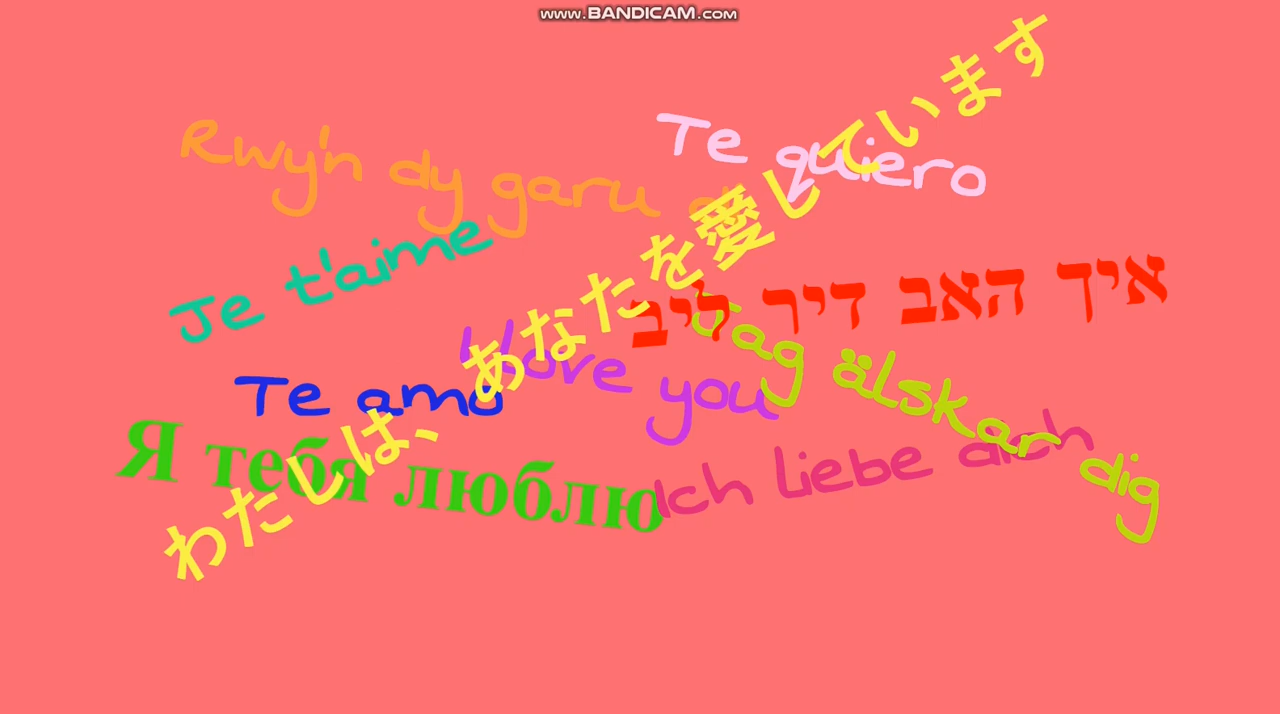 www.BANDICAM.com
Te quiero
Rwy'n dy garu
Je t'aime
わたしは、あなたを愛しています
איך האב דיר ליב
I love you
Jag älskar dig
Te amo
Я тебя люблю
Ich liebe dich